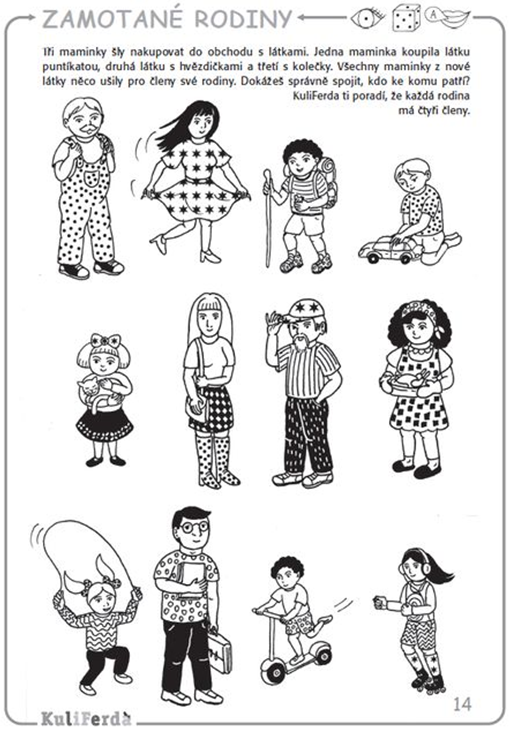 ZAMOTANÉ RODINY
A
Tři maminky šly nakupovat do obchodu s látkami. Jedna maminka koupila látku
puntíkatou, druhá látku s hvězdičkami a třetí s kolečky. Všechny maminky z nové
látky něco ušily pro členy své rodiny. Dokážeš správně spojit, kdo ke komu patří?
KuliFerda ti poradí, že každá rodina
má čtyři členy.
KuliFerda
14